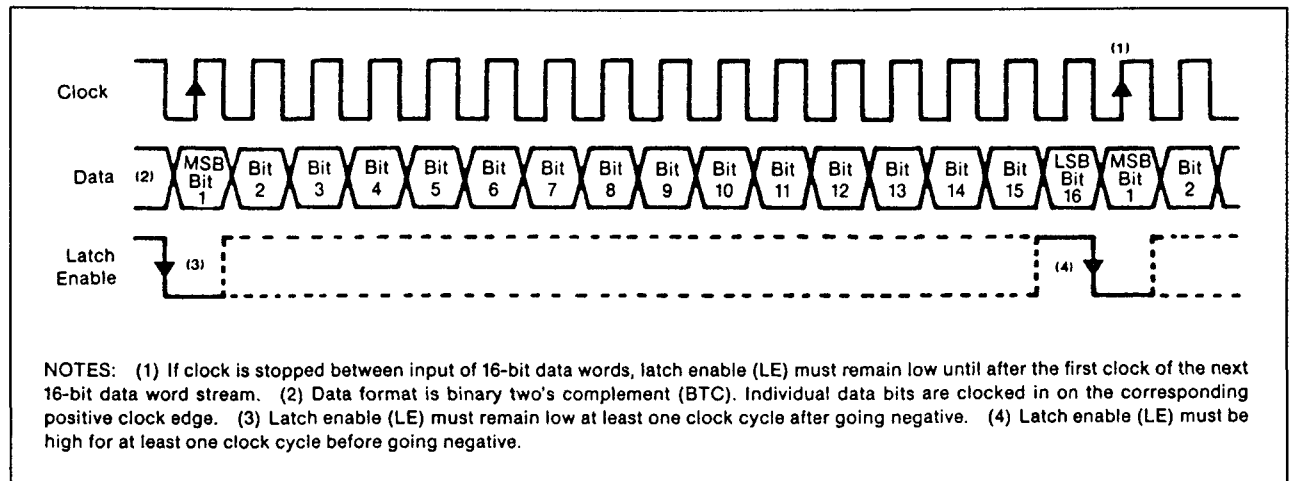 (1)
Clock
Data
(2)
MSB Bit 1
Bit 2
Bit 3
Bit 4
Bit 5
Bit 6
Bit 7
Bit 8
Bit 9
Bit 10
Bit 11
Bit 12
Bit 13
Bit 14
Bit 15
LSB Bit 16
MSB Bit 1
Bit 2
Latch
Enable
(3)
(4)
NOTES: (1) If clock is stopped between input of 16-bit data words, latch enable (LE) must remain low until after the first clock of the next
16-bit data word stream. (2) Data format is binary two's complement (BTC). Individual data bits are clocked in on the corresponding
positive clock edge. (3) Latch enable (LE) must remain low at least one clock cycle after going negative. (4) Latch enable (LE) must be
high for at least one clock cycle before going negative.